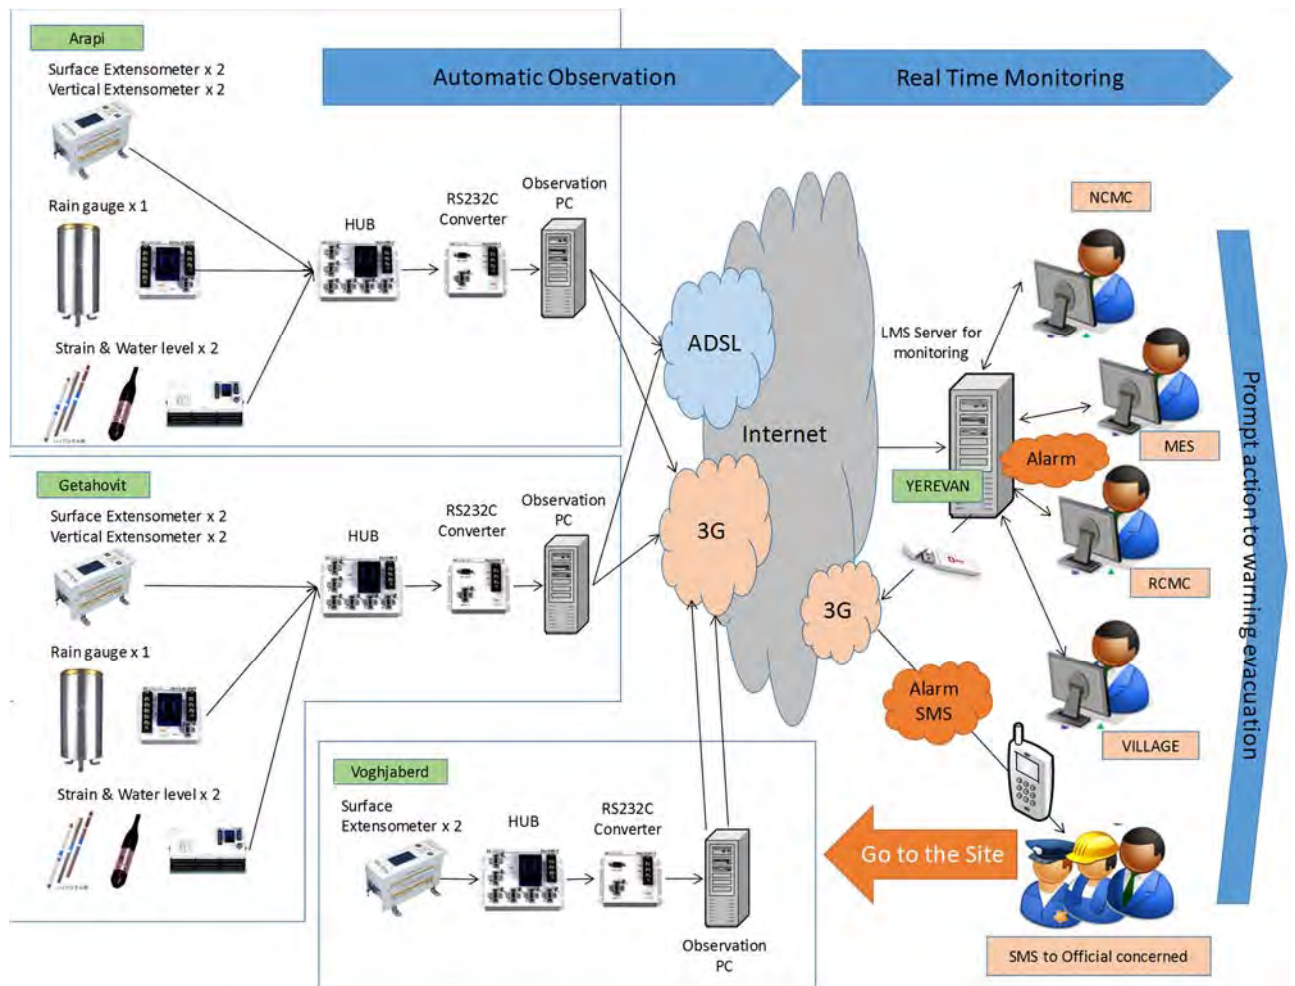 Arapi
Surface Extensometer x 2
Vertical Extensometer x 2
Rain gauge x 1
Strain & Water level x 2
HUB
RS232C
Converter
Observation
PC
Automatic Observation
Real Time Monitoring
Getahovit
Surface Extensometer x 2
Vertical Extensometer x 2
Rain gauge x 1
Strain & Water level x 2
HUB
RS232C
Converter
Observation
PC
Voghjaberd
Surface
Extensometer x 2
HUB
RS232C
Converter
Observation
PC
ADSL
Internet
3G
3G
LMS Server for
monitoring
YEREVAN
Alarm
Alarm
SMS
NCMC
MES
RCMC
VILLAGE
Go to the Site
SMS to Official concerned
Prompt action to warning evacuation